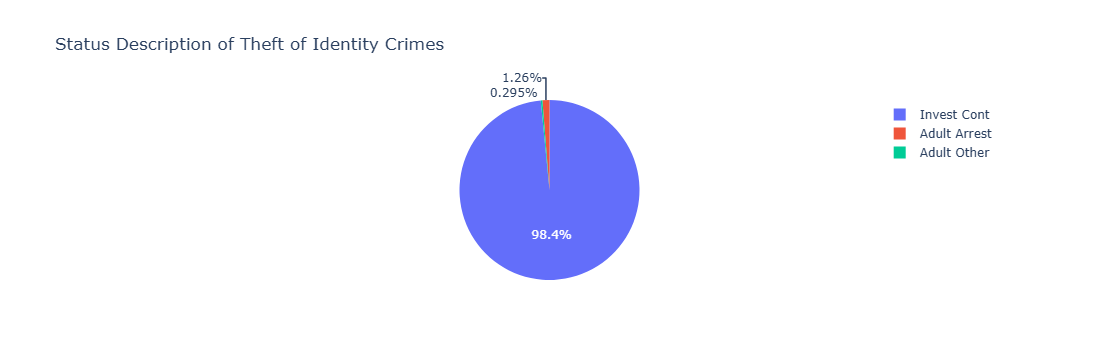 Status Description of Theft of Identity Crimes
1.26%
0.295%
98.4%
Invest Cont
Adult Arrest
Adult Other